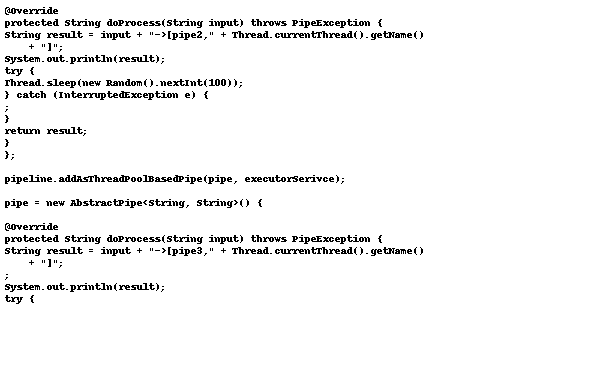 @Override
protected String doProcess(String input) throws PipeException {
String result = input + "->[pipe2," + Thread.currentThread().getName()
+ "]";
System.out.println(result);
try {
Thread.sleep(new Random().nextInt(100));
} catch (InterruptedException e) {
;
}
return result;
}
};
pipeline.addAsThreadPoolBasedPipe(pipe, executorSerivce);
pipe = new AbstractPipe<String, String>() {
@Override
protected String doProcess(String input) throws PipeException {
String result = input + "->[pipe3," + Thread.currentThread().getName()
+ "]";
;
System.out.println(result);
try {